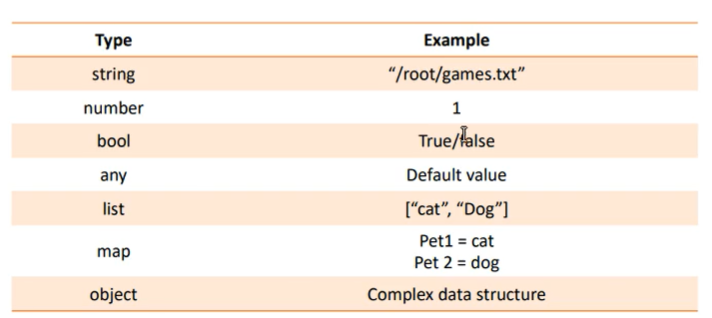 Type Example
string “/root/games.txt”
number 1
bool True/false
any Default value
list [“cat”, “Dog”]
map Pet1 = cat
Pet 2 = dog
object Complex data structure